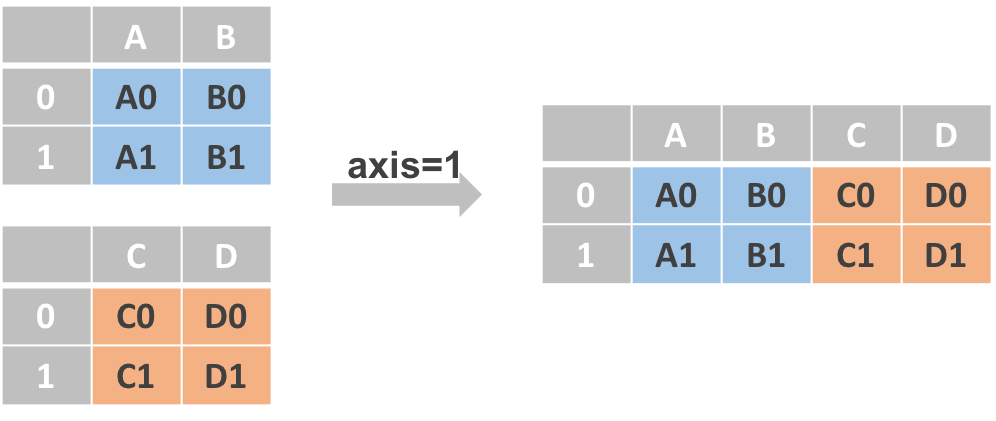 A B
0 A0 B0
1 A1 B1
C D
0 C0 D0
1 C1 D1
axis=1
A B C D
0 A0 B0 C0 D0
1 A1 B1 C1 D1